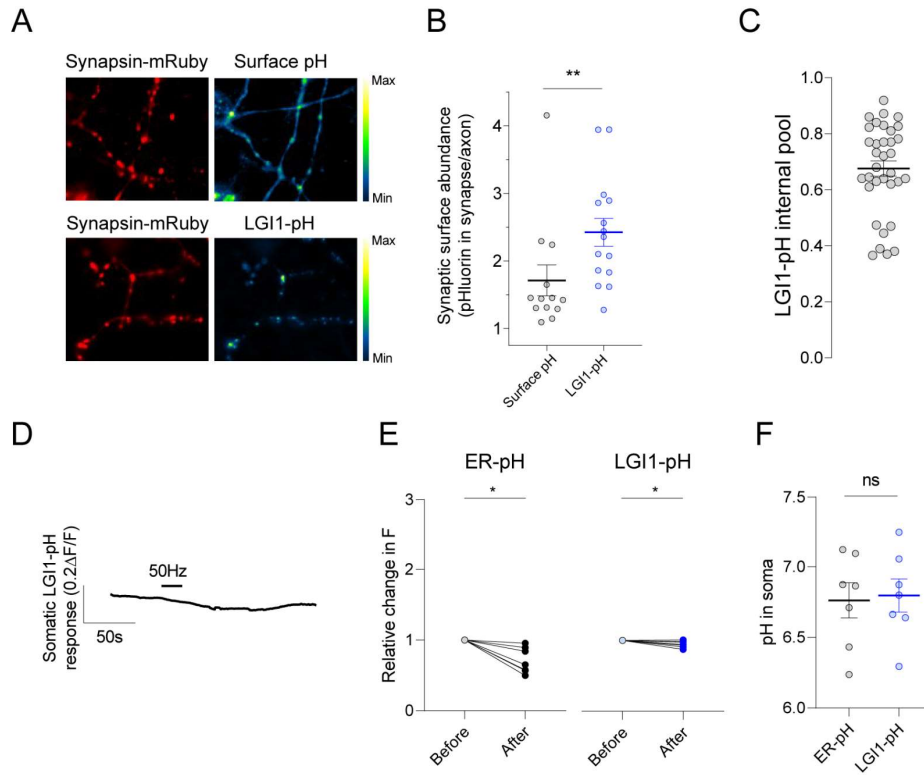 A
Synapsin-mRuby
Surface pH
Max
Min
Synapsin-mRuby
LGI1-pH
Max
Min
B
**
Synaptic surface abundance
(pHluorin in synapse/axon)
4
3
2
1
Surface pH
LGI1-pH
C
LGI1-pH internal pool
1.0
0.8
0.6
0.4
0.2
0.0
D
Somatic LGI1-pH
response (0.2ΔF/F)
50Hz
50s
E
ER-pH
LGI1-pH
*
*
Relative change in F
3
2
1
0
Before
After
Before
After
F
ns
pH in soma
7.5
7.0
6.5
6.0
ER-pH
LGI1-pH